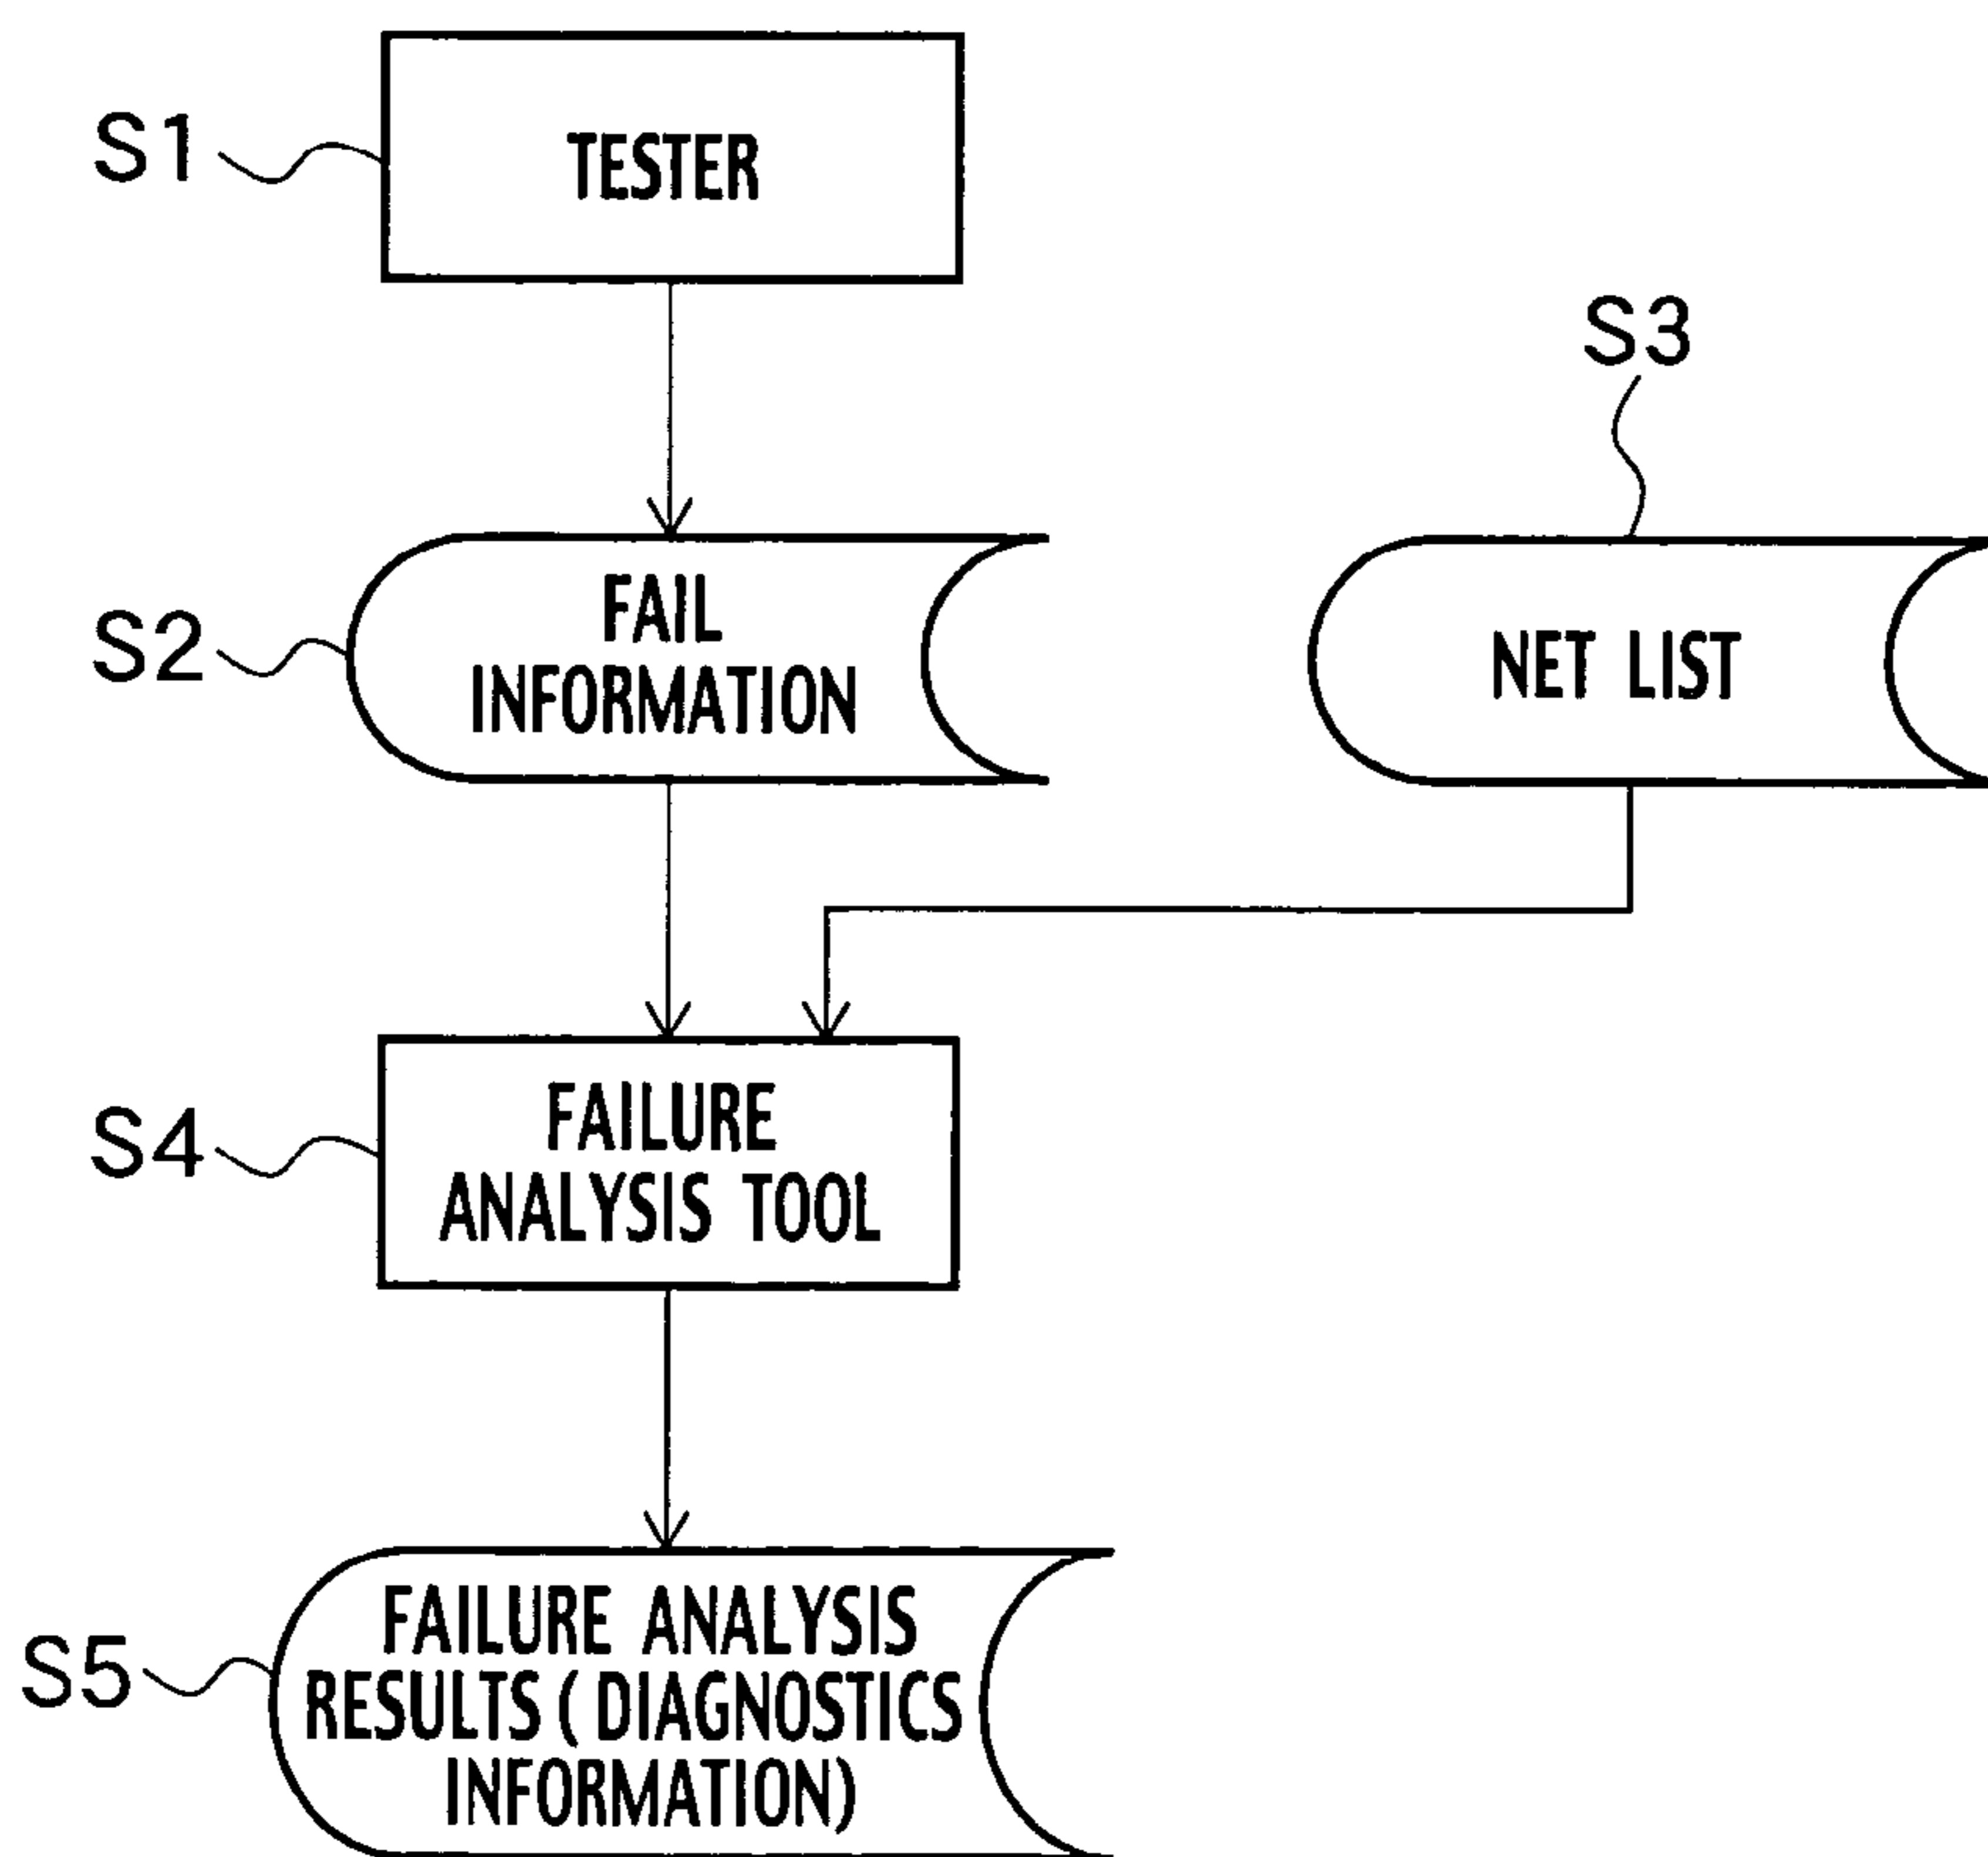 S1
TESTER
S3
S2
FAIL
INFORMATION
NET LIST
S4
FAILURE
ANALYSIS TOOL
S5
FAILURE ANALYSIS
RESULTS(DIAGNOSTICS
INFORMATION)